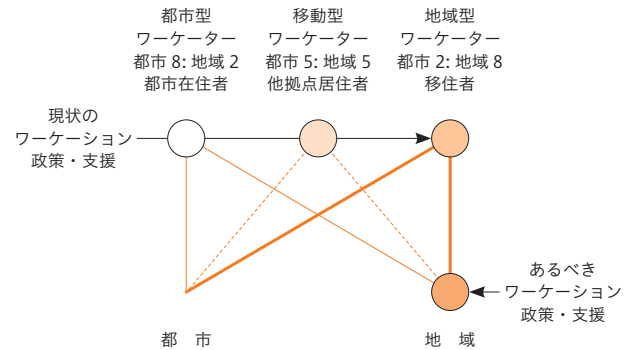 都市型
ワーケーター
都市 8: 地域 2
都市在住者
移動型
ワーケーター
都市 5: 地域 5
他拠点居住者
地域型
ワーケーター
都市 2: 地域 8
移住者
現状の
ワーケーション
政策・支援
あるべき
ワーケーション
政策・支援
都　市
地　域